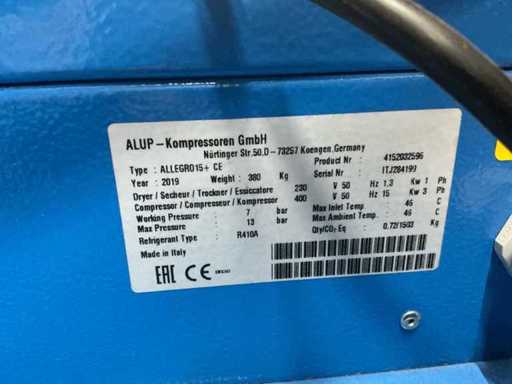 ALUP-Kompressoren GmbH
Nürtinger Str.50,D-73257 Koengen,Germany
Type : ALLEGRO15+ CE Product Nr : 4152032596
Year : 2019 Weight : 380 Kg Serial Nr : ITJ284199
Dryer / Secheur / Trockner / Essiccatore 230 V 50 Hz 1,3 Kw 1 Ph
Compressor / Compresseur / Kompressor 400 V 50 Hz 15 Kw 3 Ph
Working Pressure : 7 bar Max Inlet Temp : 46 C
Max Pressure : 13 bar Max Ambient Temp. : 46 C
Refrigerant Type : R410A Qty/CO2 Eq : 0.72/1503 Kg
Made in Italy
EAC CE